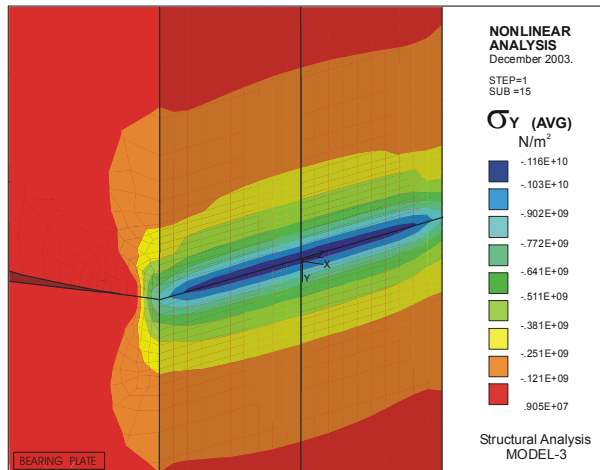 NONLINEAR
ANALYSIS
December 2003.
STEP=1
SUB =15
σY (AVG)
N/m²
-.116E+10
-.103E+10
-.902E+09
-.772E+09
-.641E+09
-.511E+09
-.381E+09
-.251E+09
-.121E+09
.905E+07
Structural Analysis
MODEL-3
X
Y
BEARING PLATE